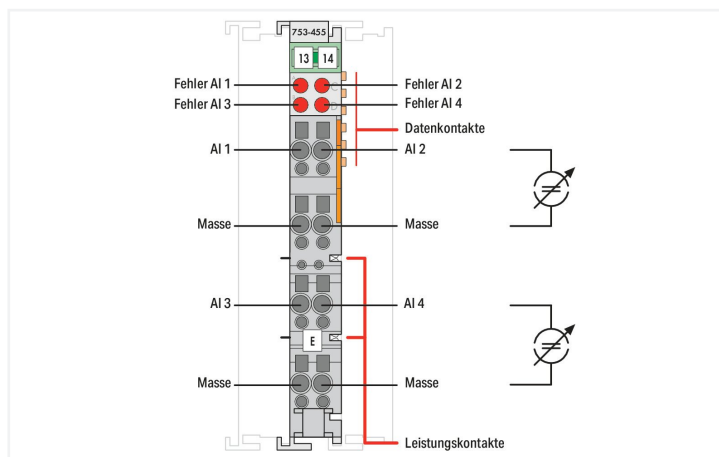 753-455
13 14
Fehler AI 1
Fehler AI 2
Fehler AI 3
Fehler AI 4
Datenkontakte
AI 1
AI 2
Masse
Masse
AI 3
AI 4
E
Masse
Masse
Leistungskontakte